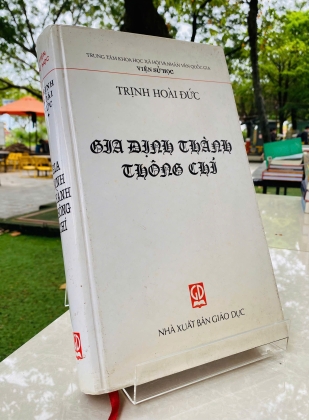 TRUNG TÂM KHOA HỌC XÃ HỘI VÀ NHÂN VĂN QUỐC GIA
VIỆN SỬ HỌC
TRỊNH HOÀI ĐỨC
GIA ĐỊNH THÀNH
THÔNG CHÍ
NHÀ XUẤT BẢN GIÁO DỤC